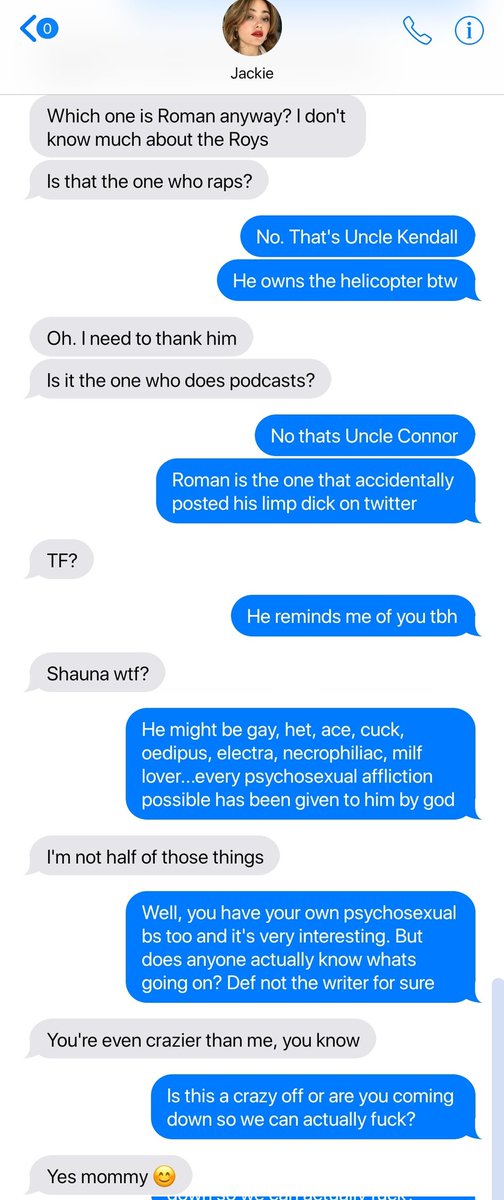 0
Jackie
Which one is Roman anyway? I don't
know much about the Roys
Is that the one who raps?
No. That's Uncle Kendall
He owns the helicopter btw
Oh. I need to thank him
Is it the one who does podcasts?
No thats Uncle Connor
Roman is the one that accidentally
posted his limp dick on twitter
TF?
He reminds me of you tbh
Shauna wtf?
He might be gay, het, ace, cuck,
oedipus, electra, necrophiliac, milf
lover...every psychosexual affliction
possible has been given to him by god
I'm not half of those things
Well, you have your own psychosexual
bs too and it's very interesting. But
does anyone actually know whats
going on? Def not the writer for sure
You're even crazier than me, you know
Is this a crazy off or are you coming
down so we can actually fuck?
Yes mommy 😊
down so we can actually fuck?